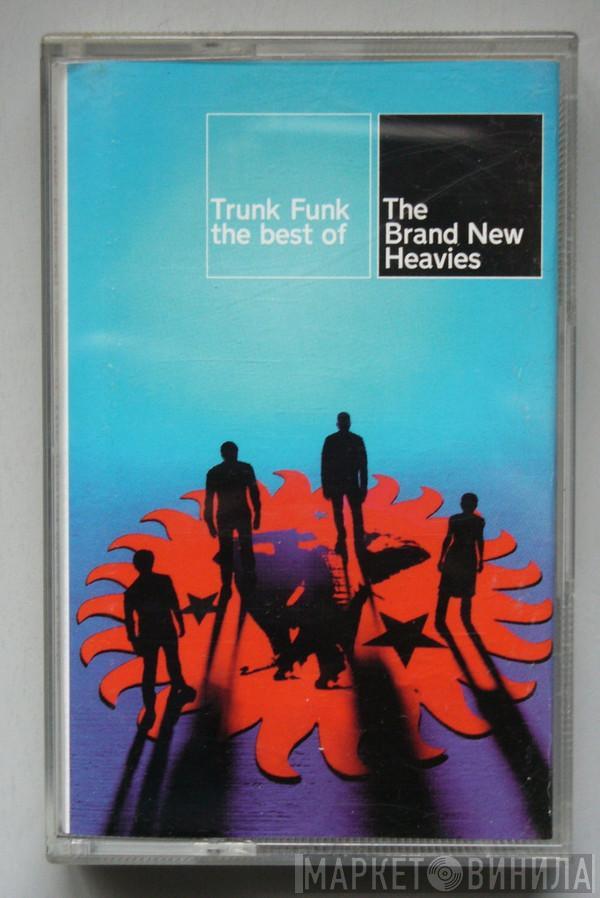 Trunk Funk
the best of
The
Brand New
Heavies
МАРКЕТ ВИНИЛА